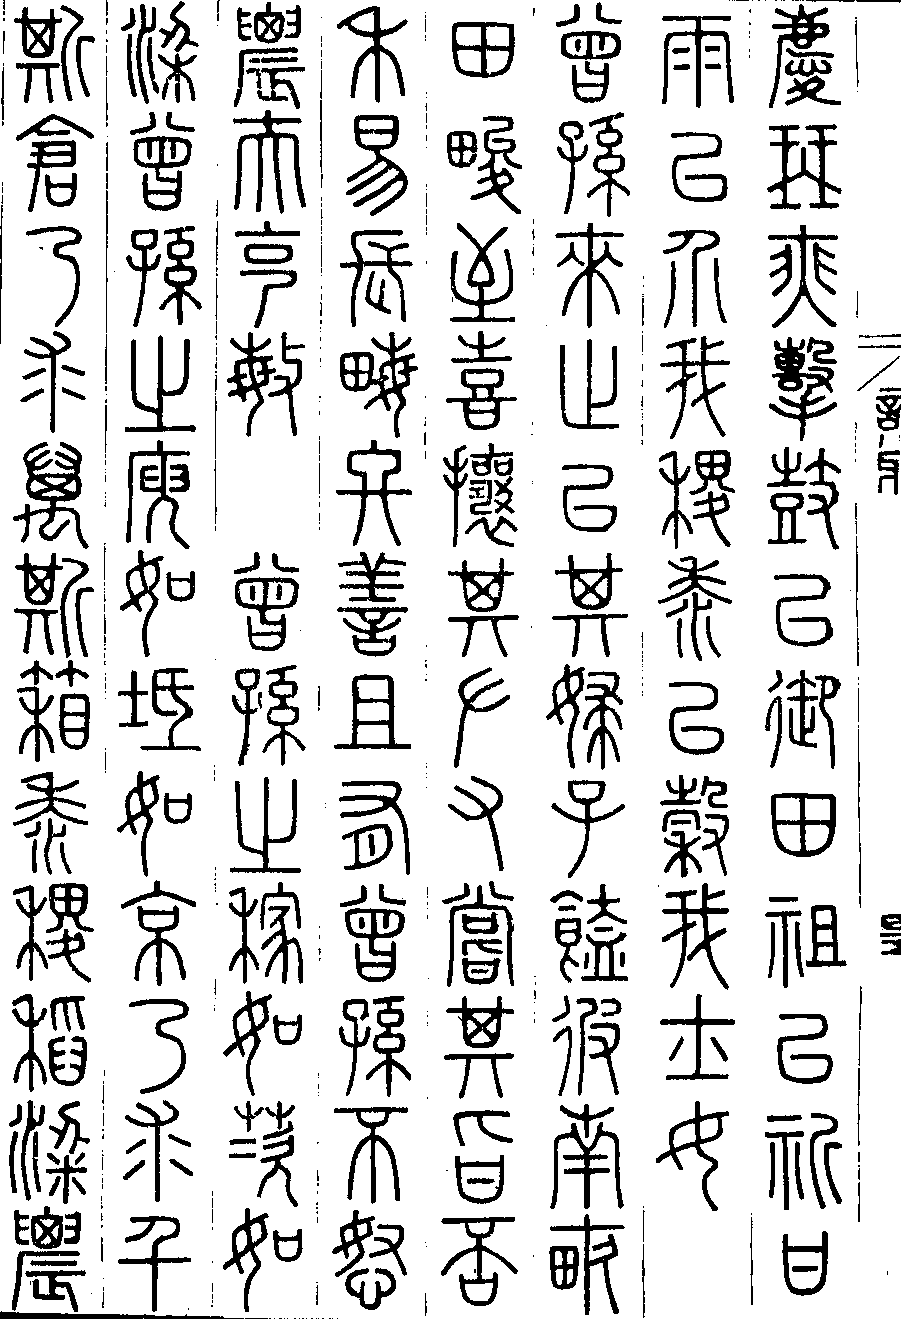 慶琴瑟擊鼓以御田祖以祈甘
雨以介我稷黍以穀我士女
曾孫來止以其婦子饁彼南畝
田畯至喜攘其左右嘗其旨否
禾易長畝終善且有曾孫不怒
農夫克敏　曾孫之稼如茨如
梁曾孫之庾如坻如京乃求千
斯倉乃求萬斯箱黍稷稻粱農